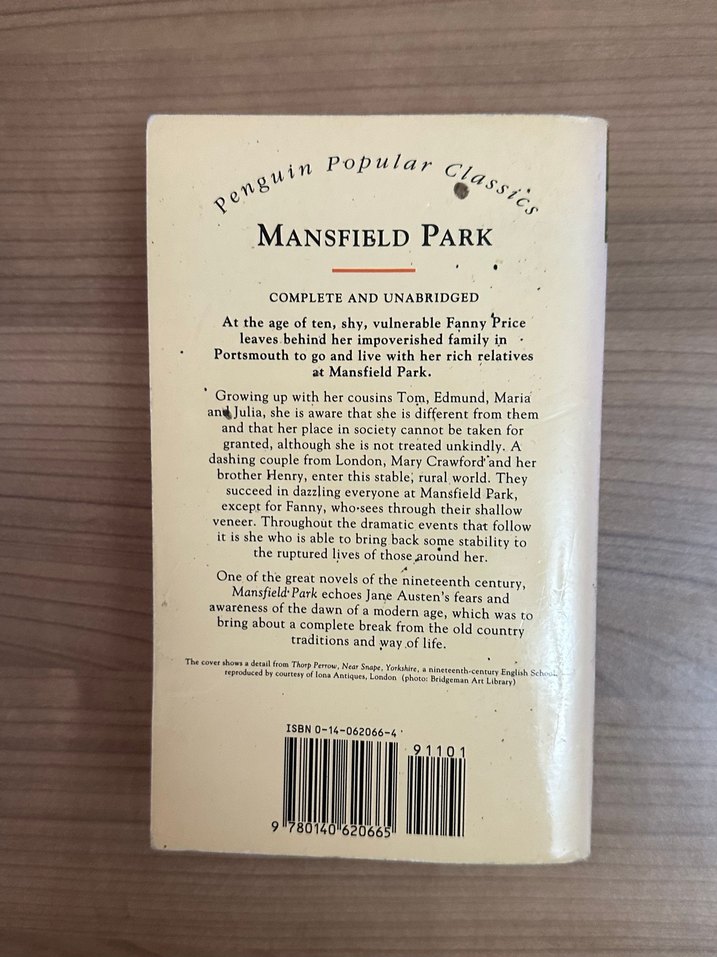 Penguin Popular Classics
MANSFIELD PARK
COMPLETE AND UNABRIDGED
At the age of ten, shy, vulnerable Fanny Price
leaves behind her impoverished family in
Portsmouth to go and live with her rich relatives
at Mansfield Park.
Growing up with her cousins Tom, Edmund, Maria
and Julia, she is aware that she is different from them
and that her place in society cannot be taken for
granted, although she is not treated unkindly. A
dashing couple from London, Mary Crawford and her
brother Henry, enter this stable, rural world. They
succeed in dazzling everyone at Mansfield Park,
except for Fanny, who sees through their shallow
veneer. Throughout the dramatic events that follow
it is she who is able to bring back some stability to
the ruptured lives of those around her.
One of the great novels of the nineteenth century,
Mansfield Park echoes Jane Austen's fears and
awareness of the dawn of a modern age, which was to
bring about a complete break from the old country
traditions and way of life.
The cover shows a detail from Thorp Perrow, Near Snape, Yorkshire, a nineteenth-century English School,
reproduced by courtesy of Iona Antiques, London (photo: Bridgeman Art Library)
ISBN 0-14-062066-4
91101
9 780140 620665